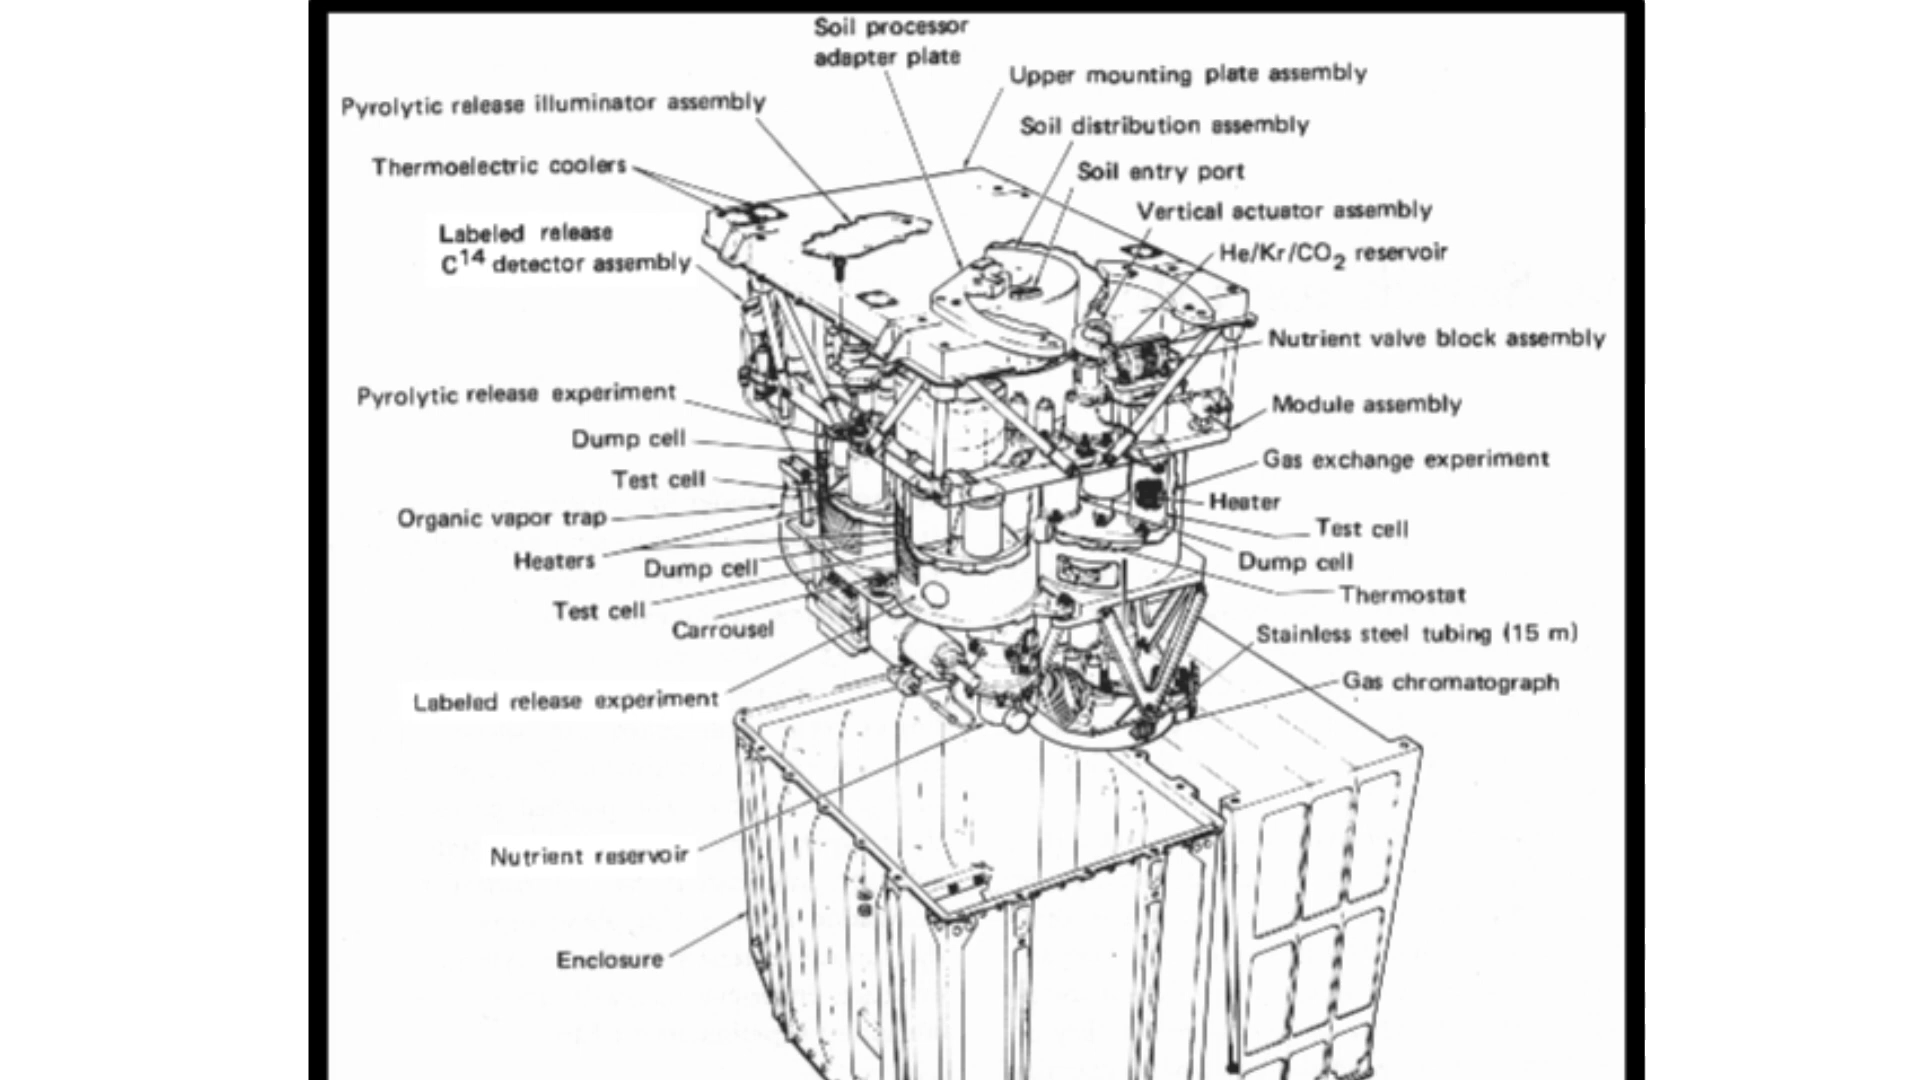 Soil processor
adapter plate
Upper mounting plate assembly
Pyrolytic release illuminator assembly
Soil distribution assembly
Thermoelectric coolers
Soil entry port
Vertical actuator assembly
Labeled release
C14 detector assembly
He/Kr/CO2 reservoir
Nutrient valve block assembly
Pyrolytic release experiment
Module assembly
Dump cell
Gas exchange experiment
Test cell
Heater
Organic vapor trap
Test cell
Heaters
Dump cell
Dump cell
Thermostat
Test cell
Carrousel
Stainless steel tubing (15 m)
Gas chromatograph
Labeled release experiment
Nutrient reservoir
Enclosure